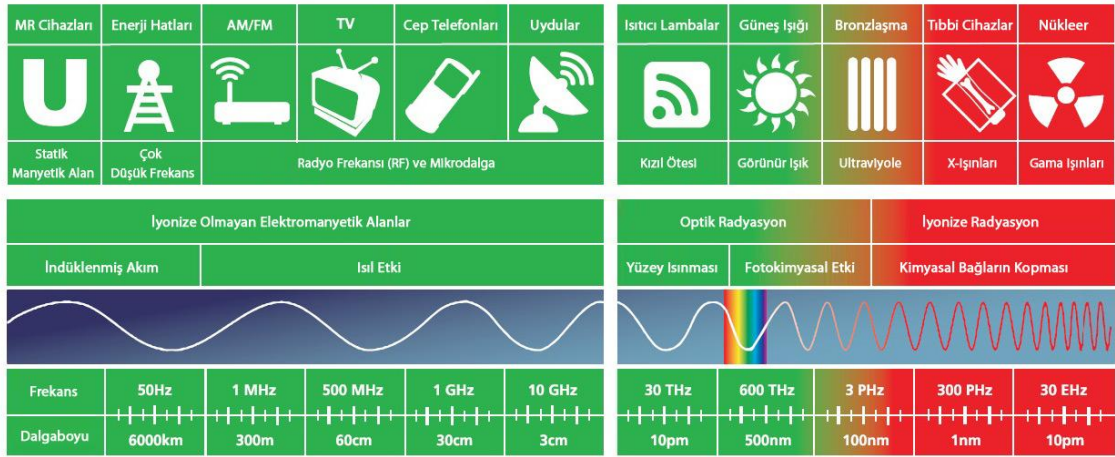 MR Cihazları Enerji Hatları AM/FM TV Cep Telefonları Uydular Isıtıcı Lambalar Güneş Işığı Bronzlaşma Tıbbi Cihazlar Nükleer
Statik Manyetik Alan
Çok Düşük Frekans
Radyo Frekansı (RF) ve Mikrodalga
Kızıl Ötesi Görünür Işık Ultraviyole X-Işınları Gama Işınları
İyonize Olmayan Elektromanyetik Alanlar Optik Radyasyon İyonize Radyasyon
İndüklenmiş Akım Isıl Etki Yüzey Isınması Fotokimyasal Etki Kimyasal Bağların Kopması
Frekans 50Hz 1 MHz 500 MHz 1 GHz 10 GHz 30 THz 600 THz 3 PHz 300 PHz 30 EHz
Dalgaboyu 6000km 300m 60cm 30cm 3cm 10pm 500nm 100nm 1nm 10pm